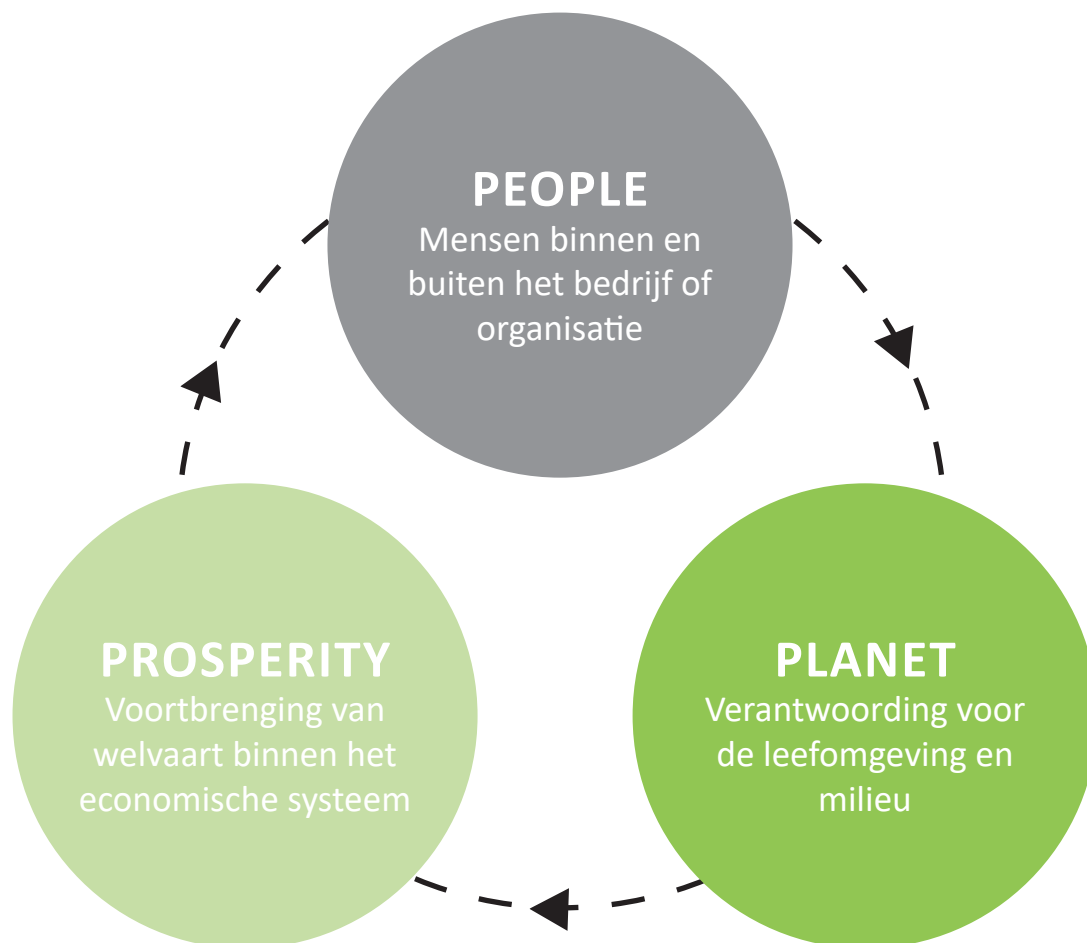 PEOPLE
Mensen binnen en
buiten het bedrijf of
organisatie
PROSPERITY
Voortbrenging van
welvaart binnen het
economische systeem
PLANET
Verantwoording voor
de leefomgeving en
milieu